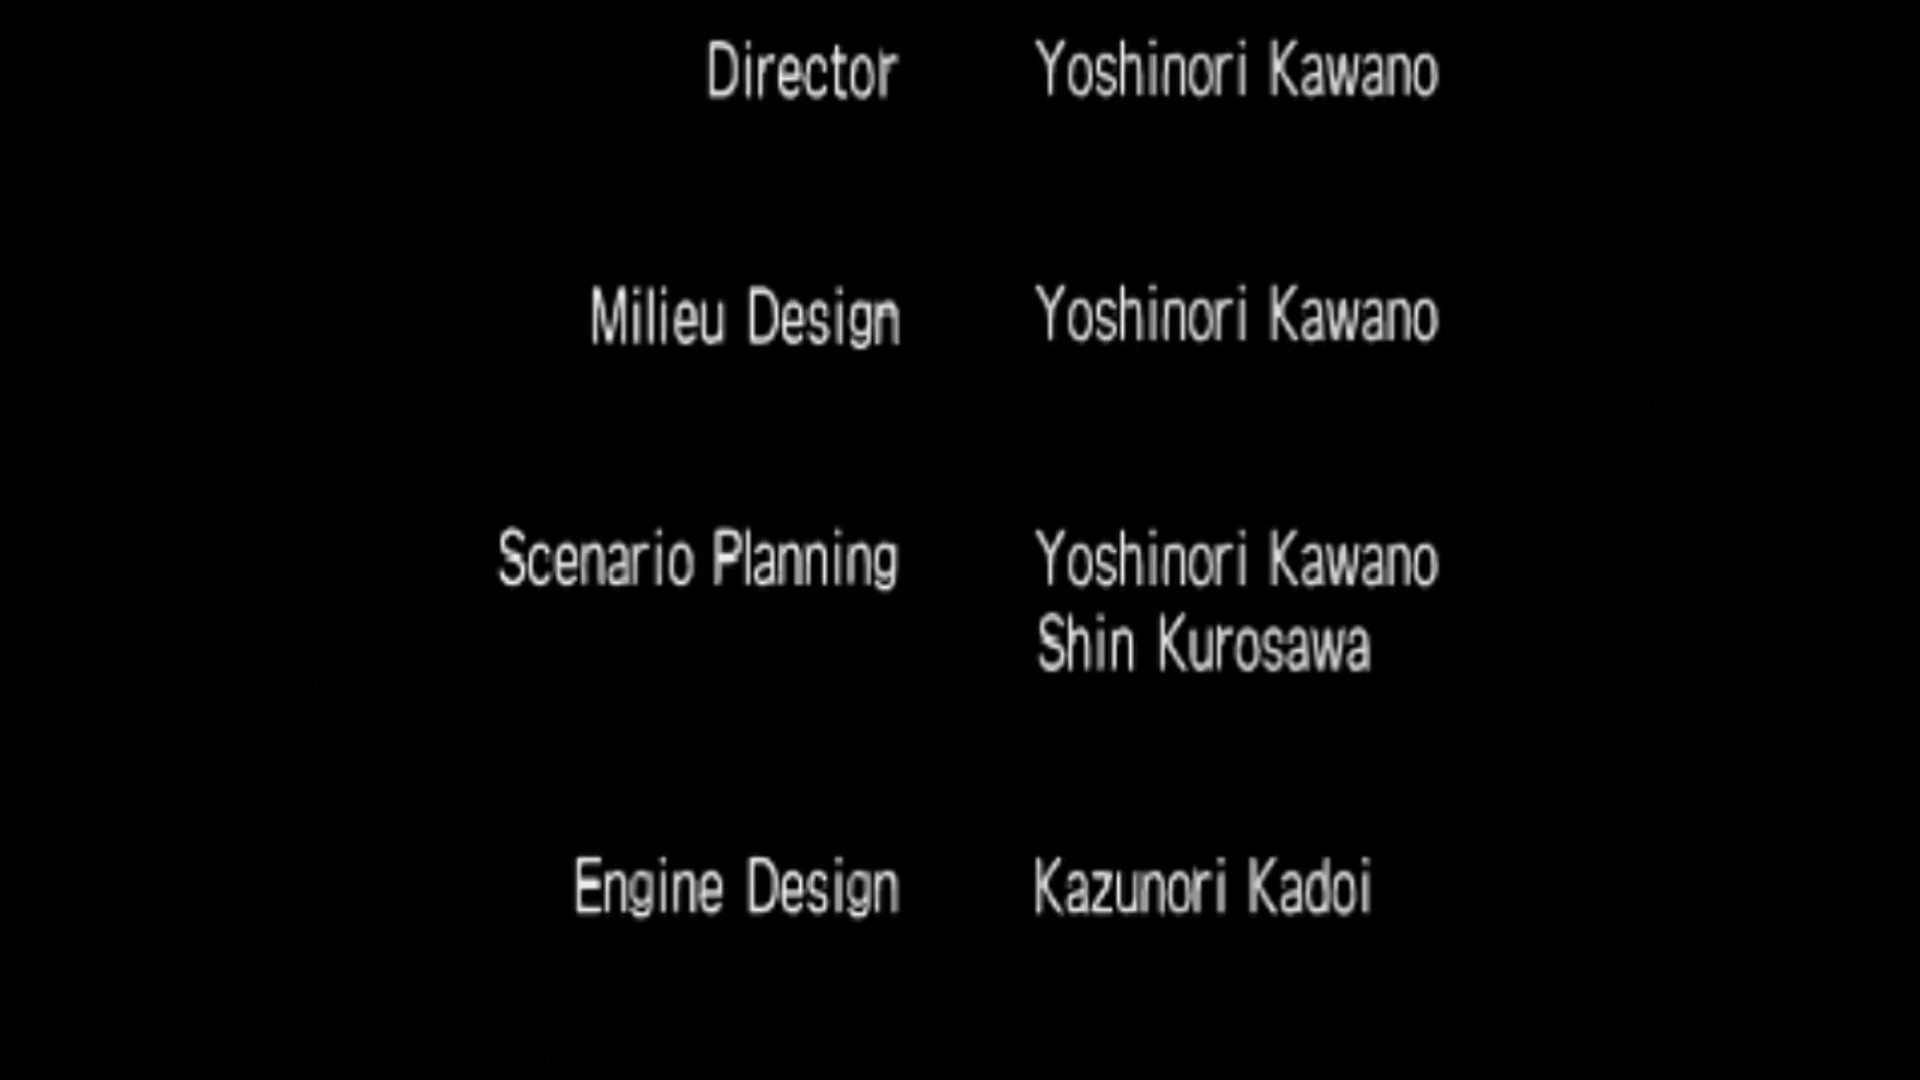 Director Yoshinori Kawano
Milieu Design Yoshinori Kawano
Scenario Planning Yoshinori Kawano
Shin Kurosawa
Engine Design Kazunori Kadoi